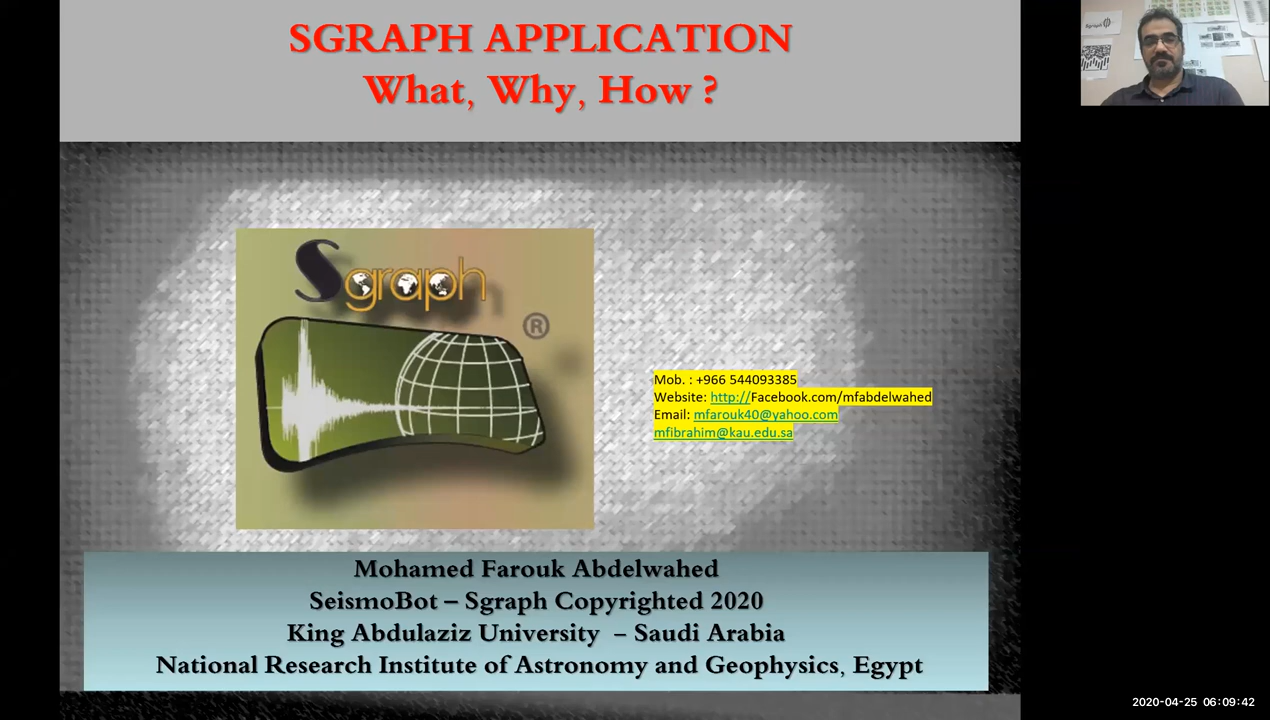 SGRAPH APPLICATION
What, Why, How ?
Sgraph
®
Mob. : +966 544093385
Website: http://Facebook.com/mfabdelwahed
Email: mfarouk40@yahoo.com
mfibrahim@kau.edu.sa
Mohamed Farouk Abdelwahed
SeismoBot – Sgraph Copyrighted 2020
King Abdulaziz University – Saudi Arabia
National Research Institute of Astronomy and Geophysics, Egypt
2020-04-25 06:09:42